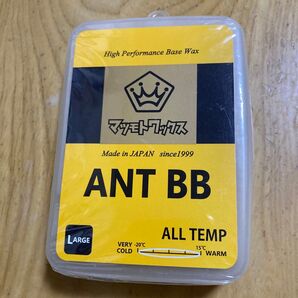 High Performance Base Wax
マツモトワックス
Made in JAPAN since1999
ANT BB
ALL TEMP
LARGE
VERY COLD -20℃ 15℃ WARM